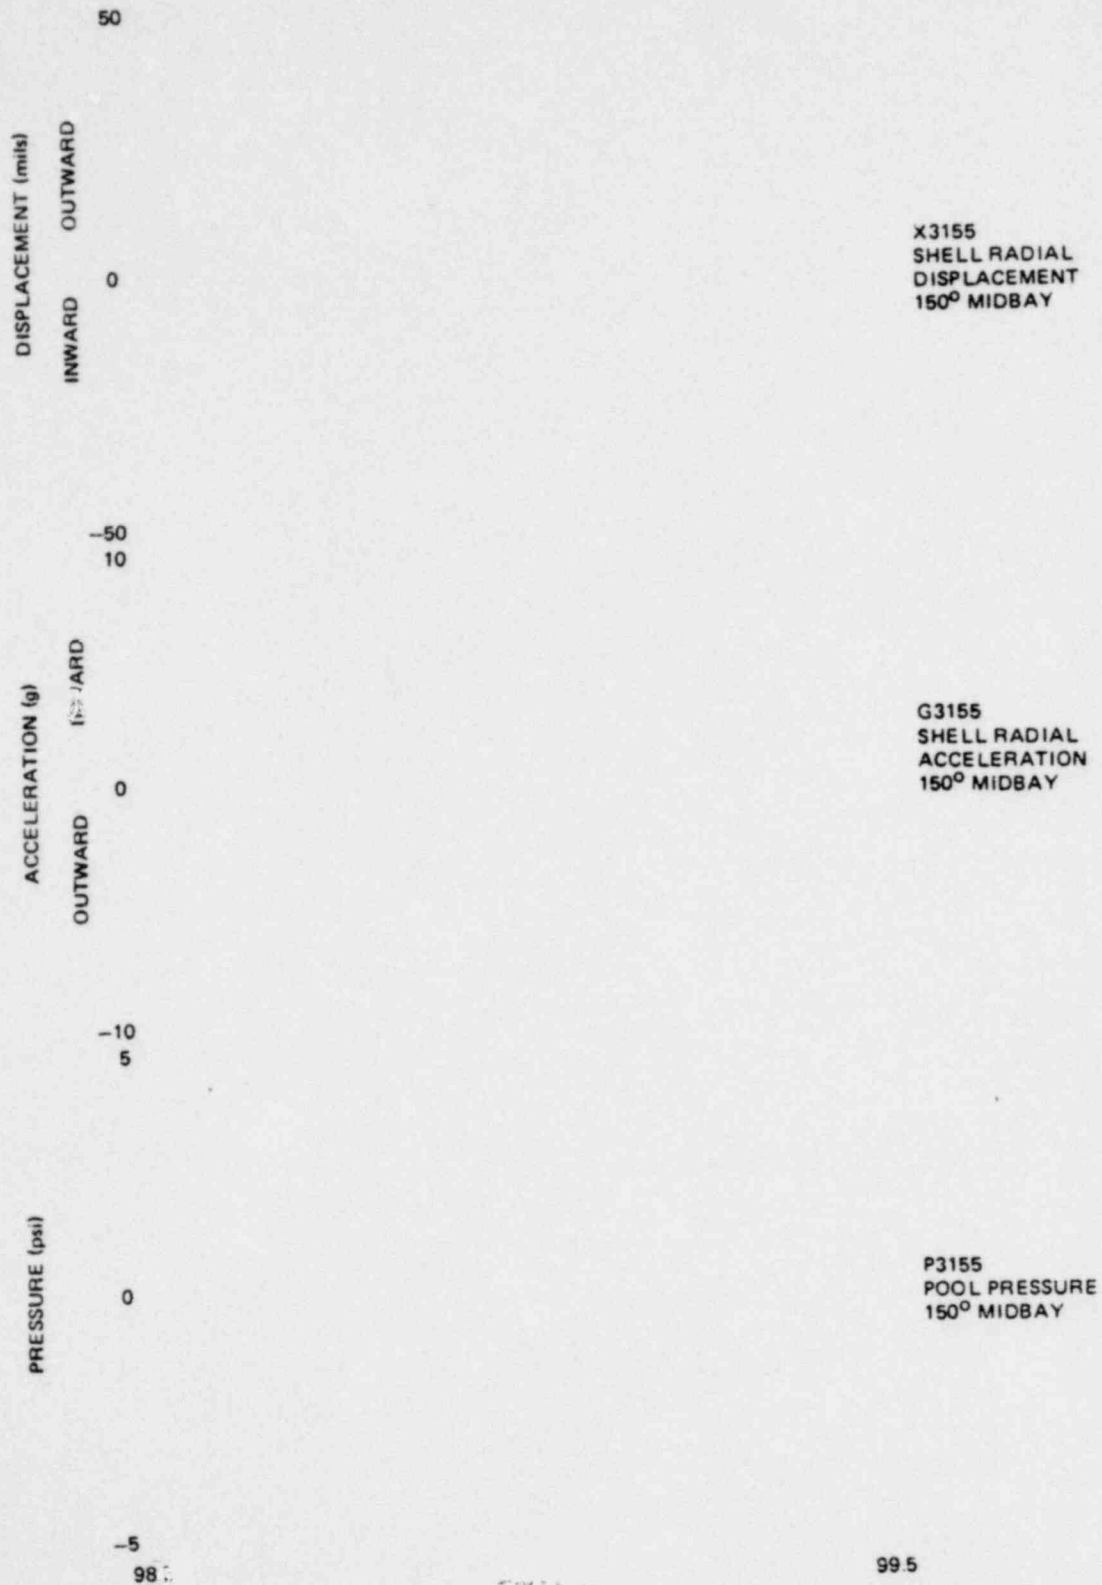 50
DISPLACEMENT (mils)
OUTWARD
INWARD
0
X3155
SHELL RADIAL
DISPLACEMENT
150° MIDBAY
-50
10
ACCELERATION (g)
OUTWARD
0
G3155
SHELL RADIAL
ACCELERATION
150° MIDBAY
-10
5
PRESSURE (psi)
0
P3155
POOL PRESSURE
150° MIDBAY
-5
99.5